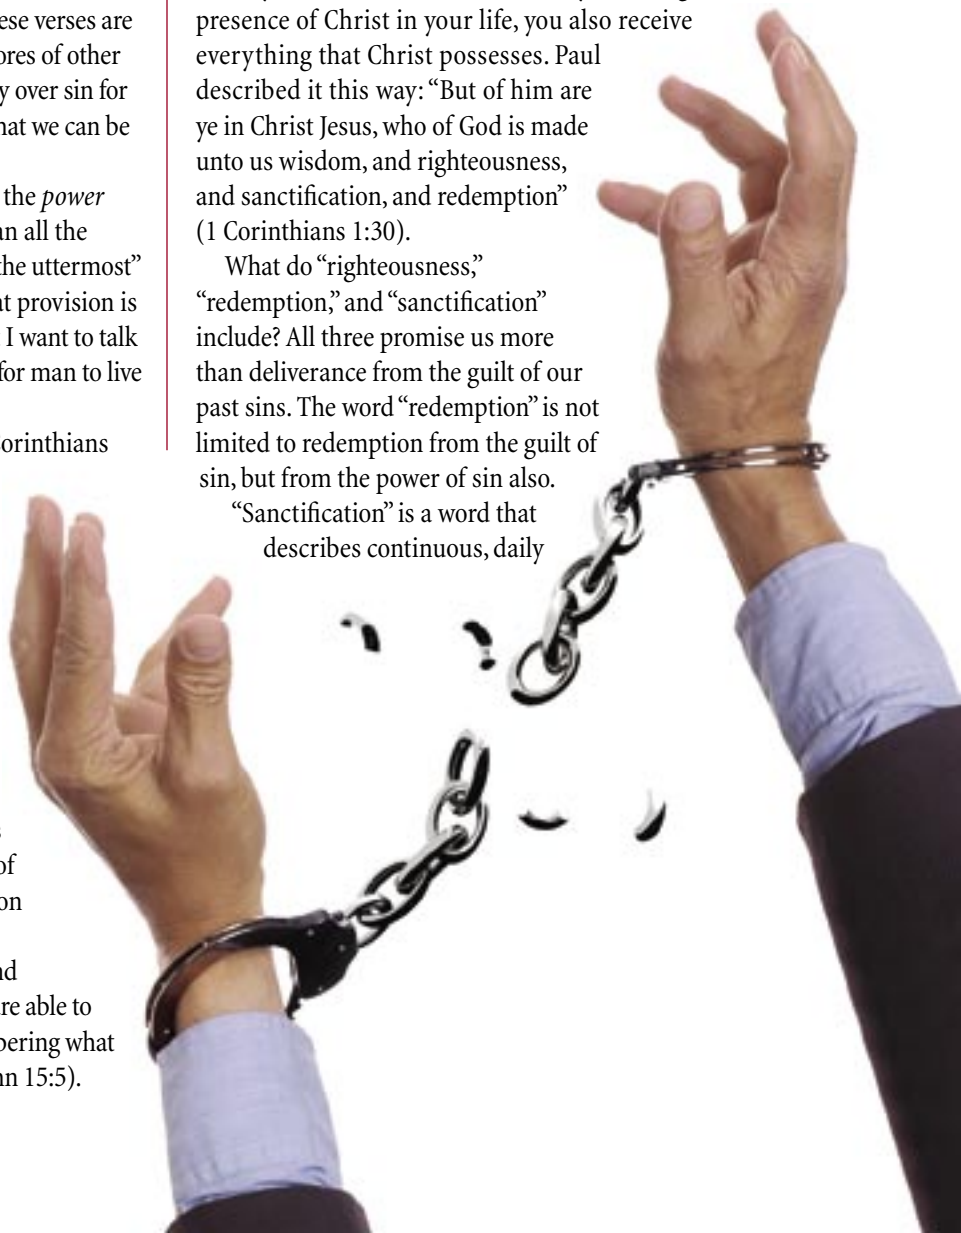 ese verses are
ores of other
y over sin for
hat we can be
the power
an all the
the uttermost”
at provision is
I want to talk
for man to live
Corinthians
s
of
on
nd
re able to
bering what
hn 15:5).
presence of Christ in your life, you also receive
everything that Christ possesses. Paul
described it this way: “But of him are
ye in Christ Jesus, who of God is made
unto us wisdom, and righteousness,
and sanctification, and redemption”
(1 Corinthians 1:30).
What do “righteousness,”
“redemption,” and “sanctification”
include? All three promise us more
than deliverance from the guilt of our
past sins. The word “redemption” is not
limited to redemption from the guilt of
sin, but from the power of sin also.
“Sanctification” is a word that
describes continuous, daily